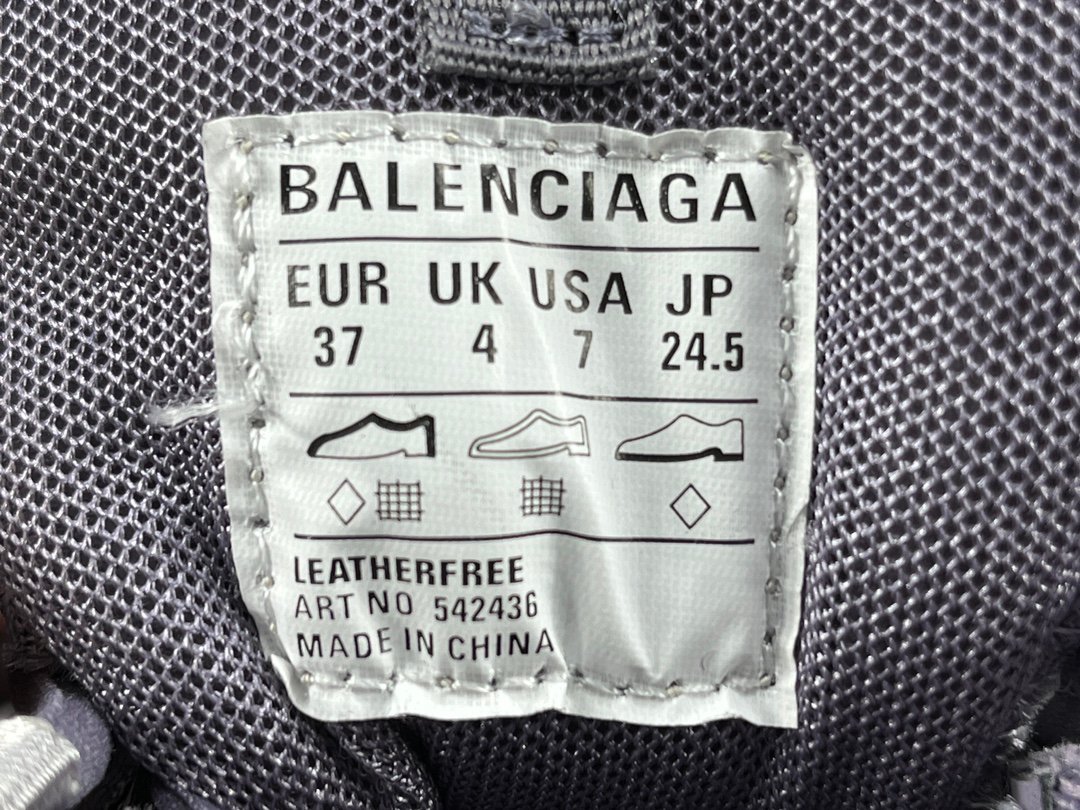 BALENCIAGA
EUR UK USA JP
37 4 7 24.5
LEATHERFREE
ART NO 542436
MADE IN CHINA